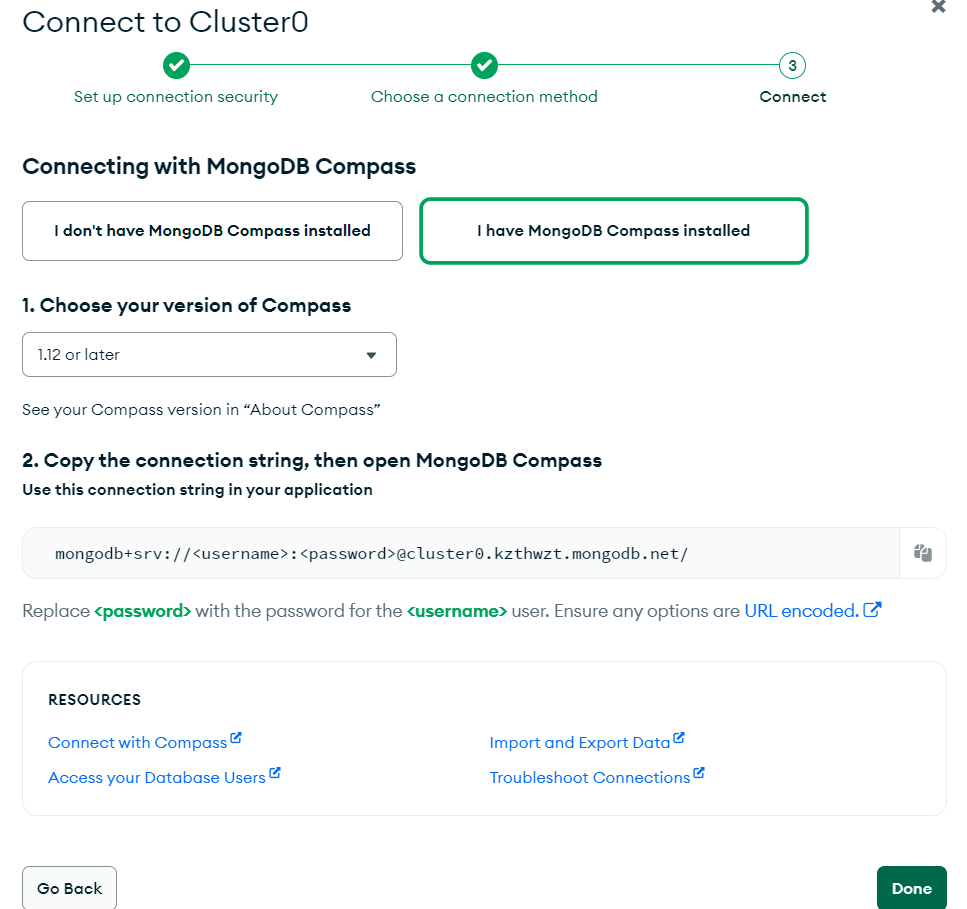 Connect to Cluster0
3
Set up connection security
Choose a connection method
Connect
Connecting with MongoDB Compass
I don't have MongoDB Compass installed
I have MongoDB Compass installed
1. Choose your version of Compass
1.12 or later
See your Compass version in “About Compass”
2. Copy the connection string, then open MongoDB Compass
Use this connection string in your application
mongodb+srv://<username>:<password>@cluster0.kzthwzt.mongodb.net/
Replace <password> with the password for the <username> user. Ensure any options are URL encoded.
RESOURCES
Connect with Compass
Import and Export Data
Access your Database Users
Troubleshoot Connections
Go Back
Done